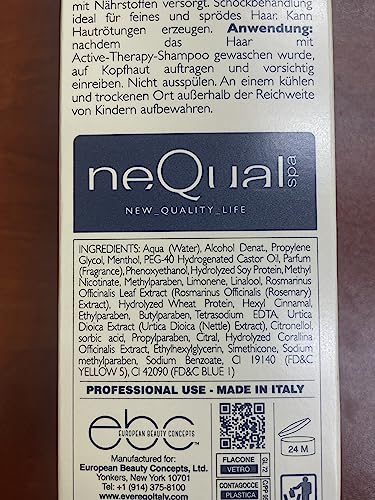 mit Nährstoffen versorgt. Schockbehandlung
ideal für feines und sprödes Haar. Kann
Hautrötungen erzeugen. Anwendung:
nachdem das Haar mit
Active-Therapy-Shampoo gewaschen wurde,
auf Kopfhaut auftragen und vorsichtig
einreiben. Nicht ausspülen. An einem kühlen
und trockenen Ort außerhalb der Reichweite
von Kindern aufbewahren.
neQual spa
NEW_QUALITY_LIFE
INGREDIENTS: Aqua (Water), Alcohol Denat., Propylene
Glycol, Menthol, PEG-40 Hydrogenated Castor Oil, Parfum
(Fragrance), Phenoxyethanol, Hydrolyzed Soy Protein, Methyl
Nicotinate, Methylparaben, Limonene, Linalool, Rosmarinus
Officinalis Leaf Extract (Rosmarinus Officinalis (Rosemary)
Extract), Hydrolyzed Wheat Protein, Hexyl Cinnamal,
Ethylparaben, Butylparaben, Tetrasodium EDTA, Urtica
Dioica Extract (Urtica Dioica (Nettle) Extract), Citronellol,
sorbic acid, Propylparaben, Citral, Hydrolyzed Corallina
Officinalis Extract, Ethylhexylglycerin, Simethicone, Sodium
methylparaben, Sodium Benzoate, CI 19140 (FD&C
YELLOW 5), CI 42090 (FD&C BLUE 1)
PROFESSIONAL USE - MADE IN ITALY
ebc
EUROPEAN BEAUTY CONCEPTS
TM
Manufactured for:
European Beauty Concepts, Ltd.
Yonkers, New York 10701
Tel: +1 (914) 375-8100
www.everegoitaly.com
FLACONE
VETRO
GL 72
CONTAGOCCE
PLASTICA
24 M